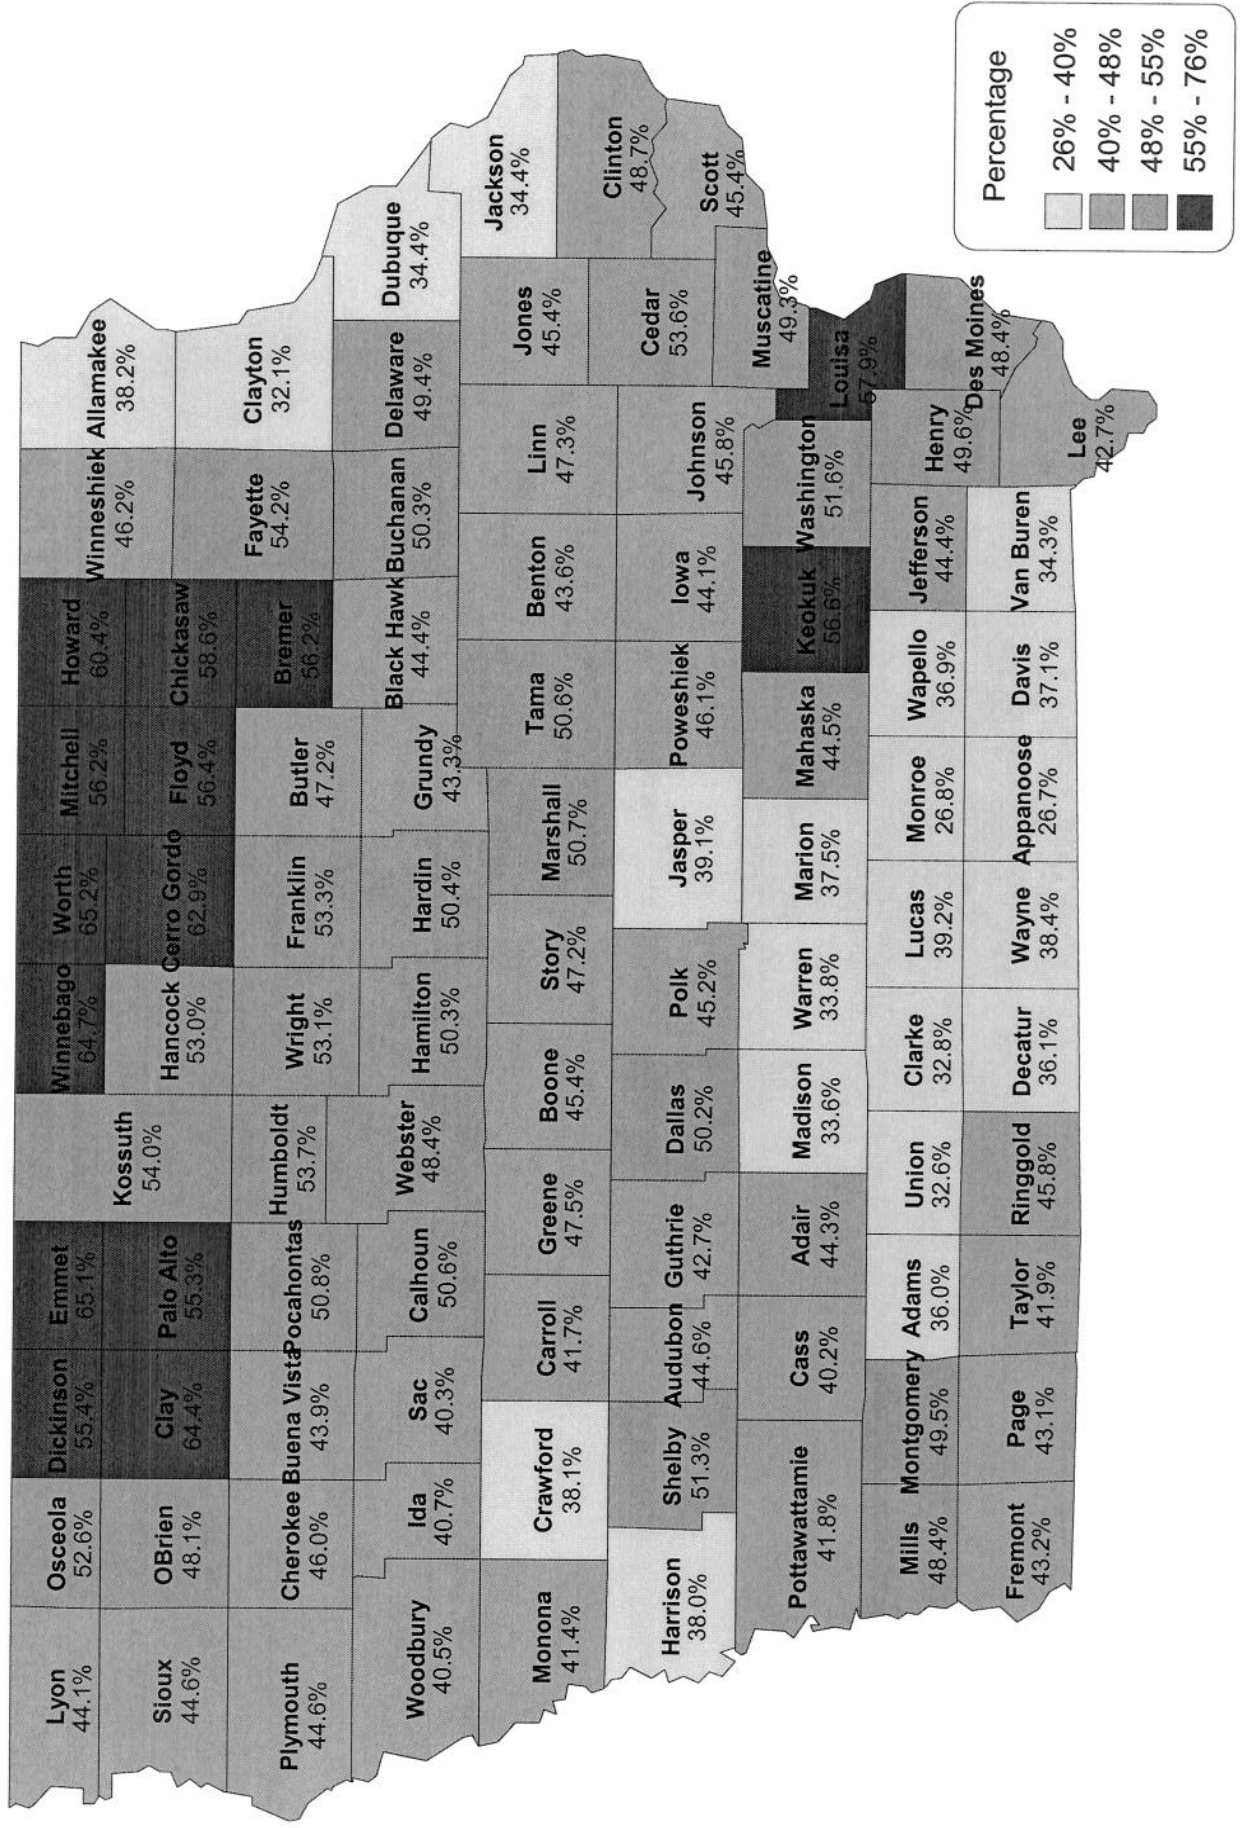 Lyon
44.1%
Osceola
52.6%
Dickinson
55.4%
Emmet
65.1%
Kossuth
54.0%
Winnebago
64.7%
Worth
65.2%
Mitchell
56.2%
Howard
60.4%
Winneshiek
46.2%
Allamakee
38.2%
Sioux
44.6%
OBrien
48.1%
Clay
64.4%
Palo Alto
55.3%
Hancock
53.0%
Cerro Gordo
62.9%
Floyd
56.4%
Chickasaw
58.6%
Fayette
54.2%
Clayton
32.1%
Plymouth
44.6%
Cherokee
46.0%
Buena Vista
43.9%
Pocahontas
50.8%
Humboldt
53.7%
Wright
53.1%
Franklin
53.3%
Butler
47.2%
Bremer
56.2%
Woodbury
40.5%
Ida
40.7%
Sac
40.3%
Calhoun
50.6%
Webster
48.4%
Hamilton
50.3%
Hardin
50.4%
Grundy
43.3%
Black Hawk
44.4%
Buchanan
50.3%
Delaware
49.4%
Dubuque
34.4%
Monona
41.4%
Crawford
38.1%
Carroll
41.7%
Greene
47.5%
Boone
45.4%
Story
47.2%
Marshall
50.7%
Tama
50.6%
Benton
43.6%
Linn
47.3%
Jones
45.4%
Jackson
34.4%
Clinton
48.7%
Harrison
38.0%
Shelby
51.3%
Audubon
44.6%
Guthrie
42.7%
Dallas
50.2%
Polk
45.2%
Jasper
39.1%
Poweshiek
46.1%
Iowa
44.1%
Johnson
45.8%
Cedar
53.6%
Scott
45.4%
Pottawattamie
41.8%
Cass
40.2%
Adair
44.3%
Madison
33.6%
Warren
33.8%
Marion
37.5%
Mahaska
44.5%
Keokuk
56.6%
Washington
51.6%
Louisa
57.9%
Muscatine
49.3%
Mills
48.4%
Montgomery
49.5%
Adams
36.0%
Union
32.6%
Clarke
32.8%
Lucas
39.2%
Monroe
26.8%
Wapello
36.9%
Jefferson
44.4%
Henry
49.6%
Des Moines
48.4%
Fremont
43.2%
Page
43.1%
Taylor
41.9%
Ringgold
45.8%
Decatur
36.1%
Wayne
38.4%
Appanoose
26.7%
Davis
37.1%
Van Buren
34.3%
Lee
42.7%
Percentage
26% - 40%
40% - 48%
48% - 55%
55% - 76%